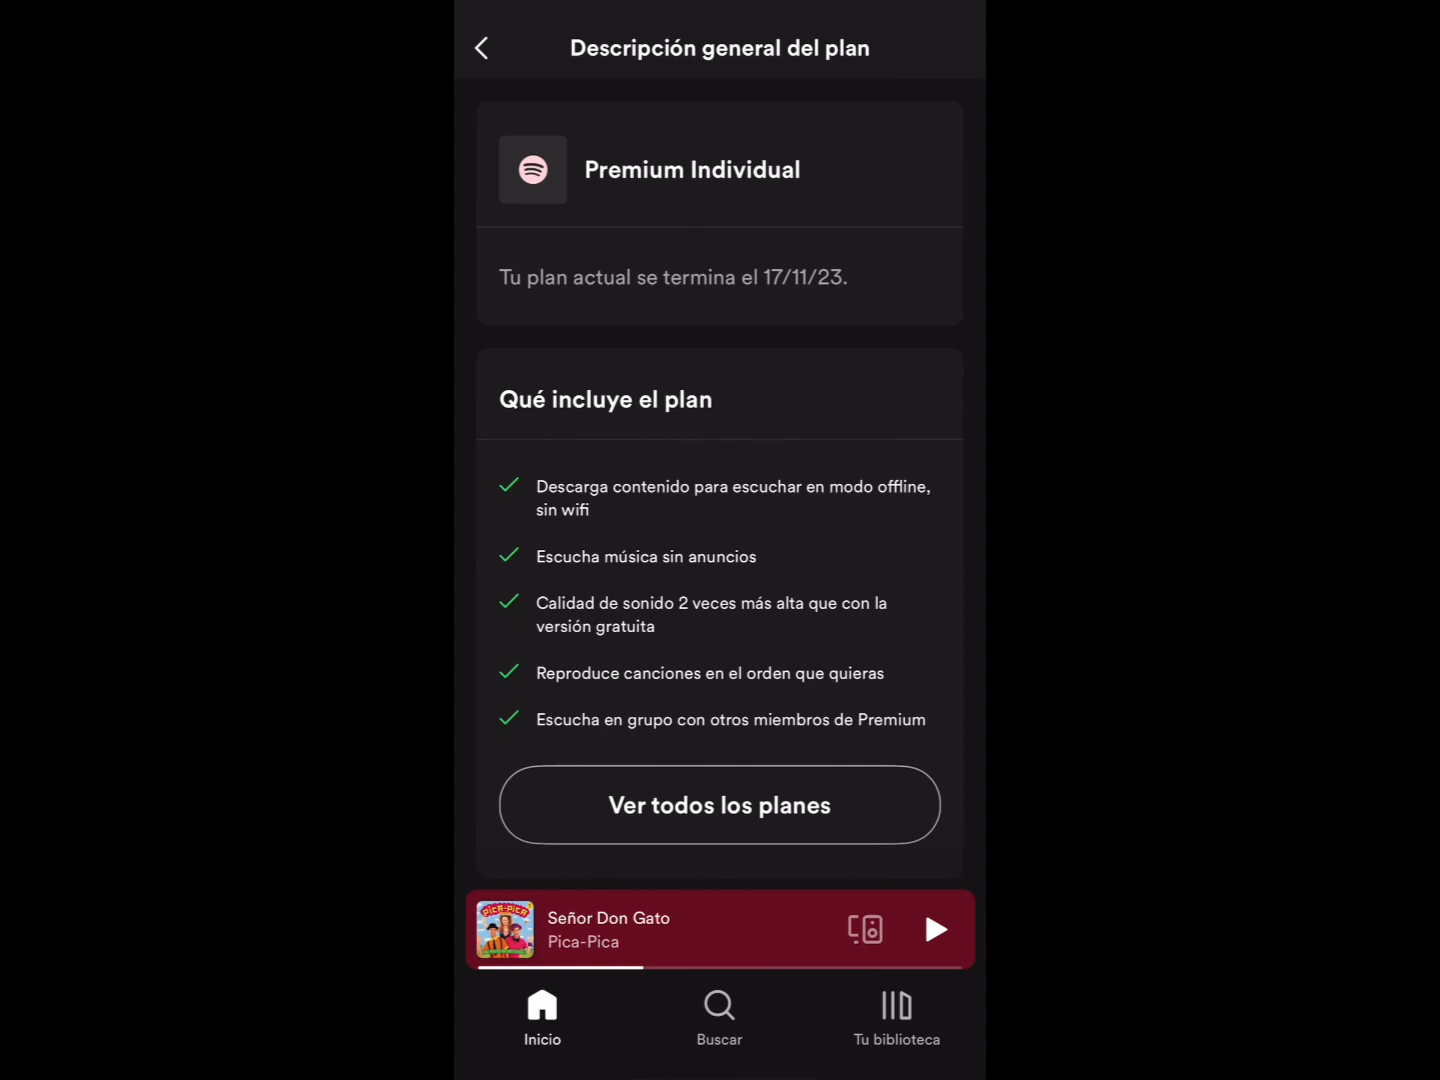 Descripción general del plan
Premium Individual
Tu plan actual se termina el 17/11/23.
Qué incluye el plan
Descarga contenido para escuchar en modo offline,
sin wifi
Escucha música sin anuncios
Calidad de sonido 2 veces más alta que con la
versión gratuita
Reproduce canciones en el orden que quieras
Escucha en grupo con otros miembros de Premium
Ver todos los planes
PICA-PICA
Señor Don Gato
Pica-Pica
Inicio
Buscar
Tu biblioteca